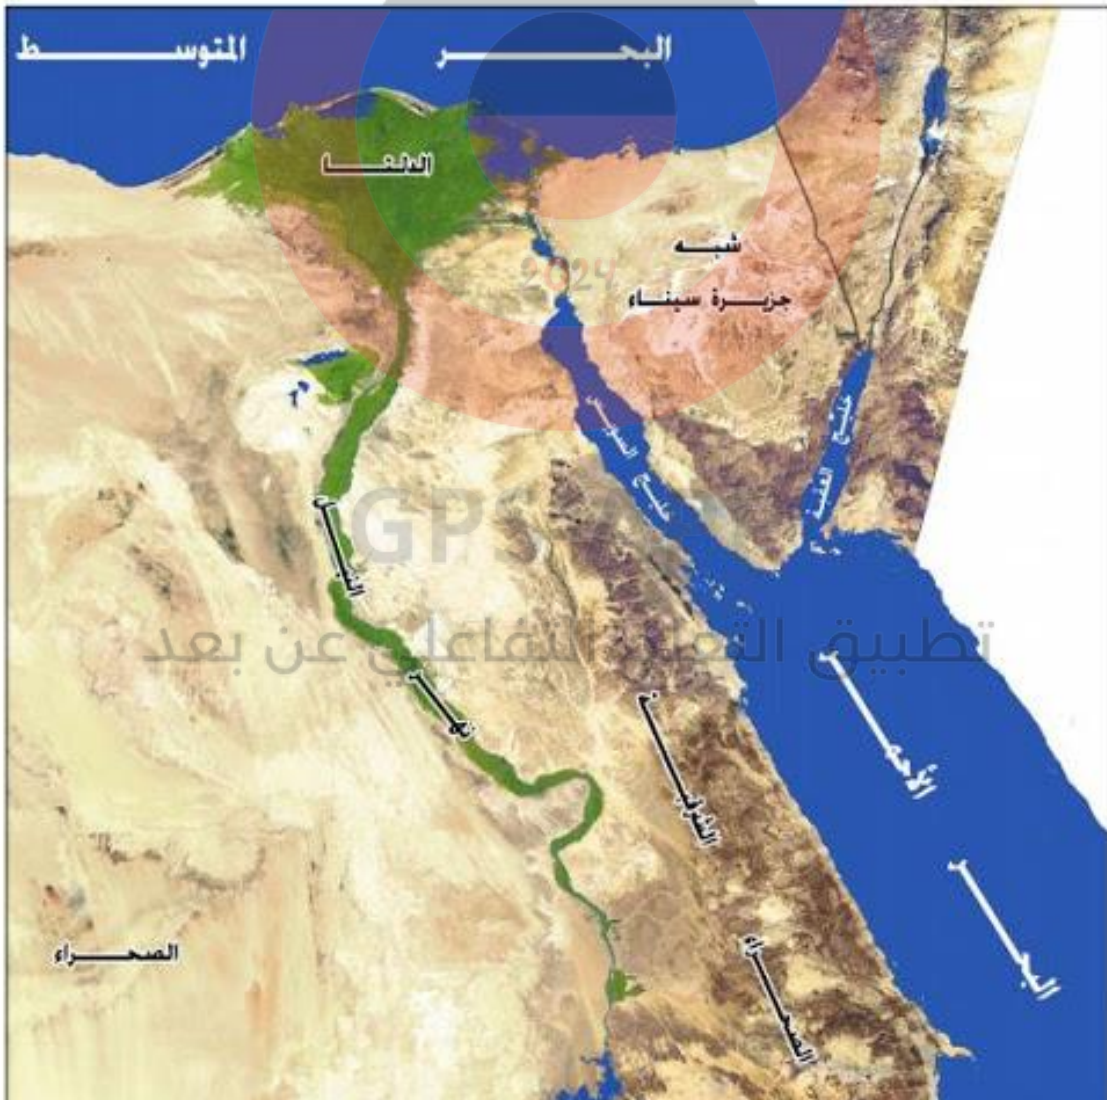 البحر المتوسط
الدلتا
شبه
جزيرة سيناء
2024
خليج السويس
خليج العقبة
GPS
نهر النيل
تطبيق التعليم التفاعلي عن بعد
البحر الأحمر
الصحراء الشرقية
الصحراء